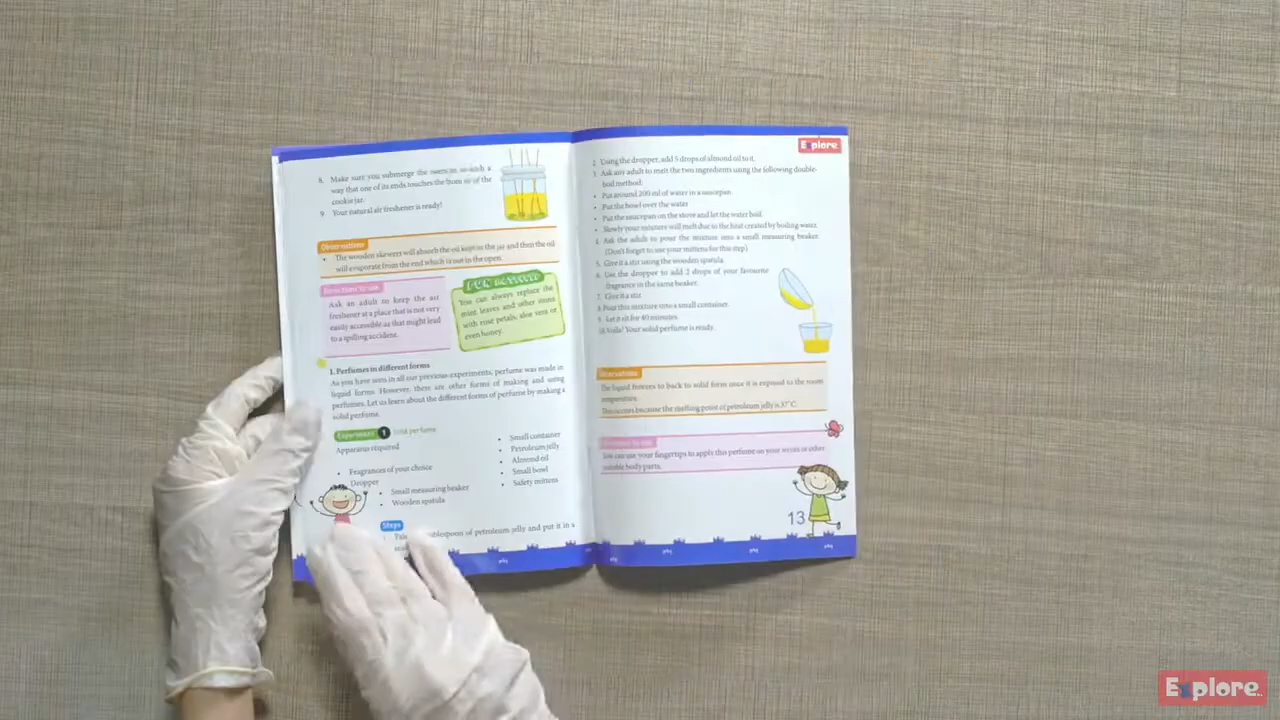 8. Make sure you submerge the
way that one of its ends touches the of the
cookie jar.
9 Your natural air freshener is ready!
Observations
• The wooden skewers will absorb the oil kept in the jar and then the oil
will evaporate from the end which is out in the open.
Directions to use
Ask an adult to keep the air
freshener at a place that is not very
easily accessible as that might lead
to a spilling accident.
FUN
You can always replace the
mint leaves and other items
with rose petals, aloe vera or
even honey.
1. Perfumes in different forms
As you have seen in all our previous experiments, perfume was made in
liquid forms. However, there are other forms of making and using
perfumes. Let us learn about the different forms of perfume by making a
solid perfume.
Experiment 1 Solid perfume
Apparatus required
• Fragrances of your choice
Dropper
• Small measuring beaker
• Wooden spatula
• Small container
• Petroleum jelly
• Almond oil
• Small bowl
• Safety mittens
Steps
of petroleum jelly and put it in a
Explore
2. Using the dropper, add 5 drops of almond oil to it.
3. Ask any adult to melt the two ingredients using the following double-
boil method:
• Put around 200 ml of water in a saucepan.
• Put the bowl over the water
• Put the saucepan on the stove and let the water boil
• Slowly your mixture will melt due to the heat created by boiling water.
4. Ask the adult to pour the mixture into a small measuring beaker.
(Don't forget to use your mittens for this step)
5. Give it a stir using the wooden spatula.
6. Use the dropper to add 2 drops of your favourite
fragrance in the same beaker.
7. Give it a stir.
8. Pour this mixture into a small container.
9. Let it sit for 40 minutes.
10. Voila! Your solid perfume is ready.
Observations
The liquid freezes to back to solid form once it is exposed to the room
temperature.
This occurs because the melting point of petroleum jelly is 37° C.
You can use your fingertips to apply this perfume on your wrists or other
suitable body parts.
13
Explore